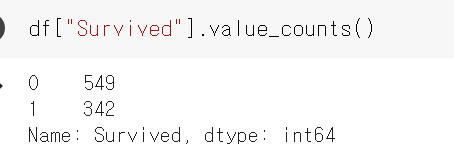 df["Survived"].value_counts()
0    549
1    342
Name: Survived, dtype: int64